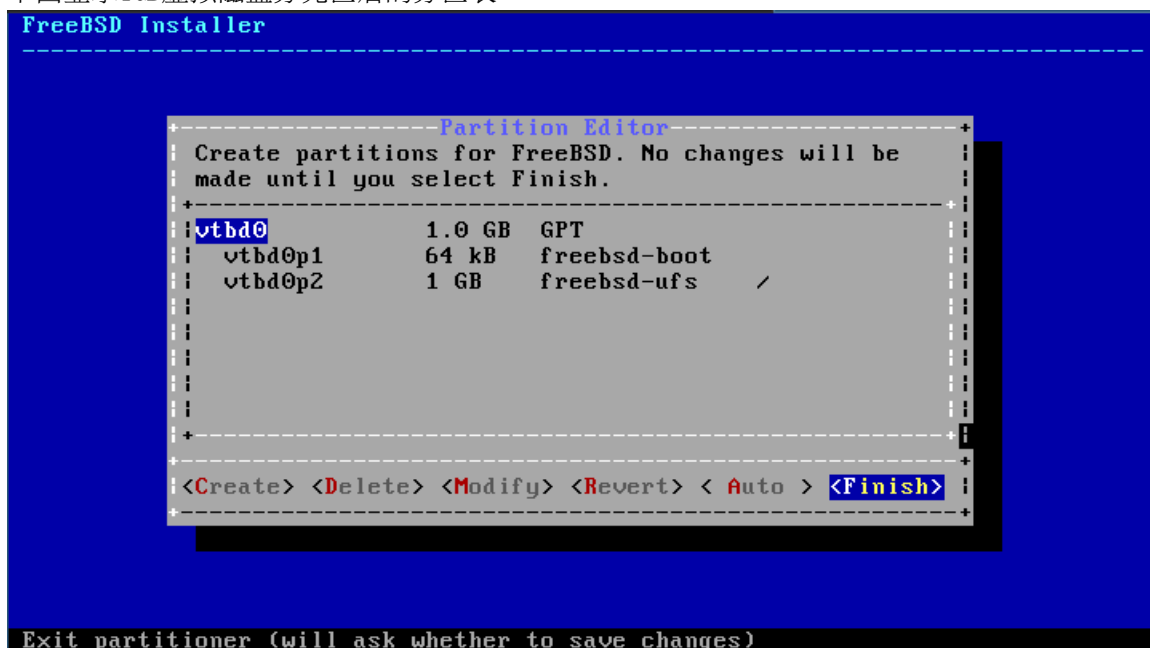 FreeBSD Installer
Partition Editor
Create partitions for FreeBSD. No changes will be
made until you select Finish.
vtbd0 1.0 GB GPT
vtbd0p1 64 kB freebsd-boot
vtbd0p2 1 GB freebsd-ufs /
<Create> <Delete> <Modify> <Revert> < Auto > <Finish>
Exit partitioner (will ask whether to save changes)